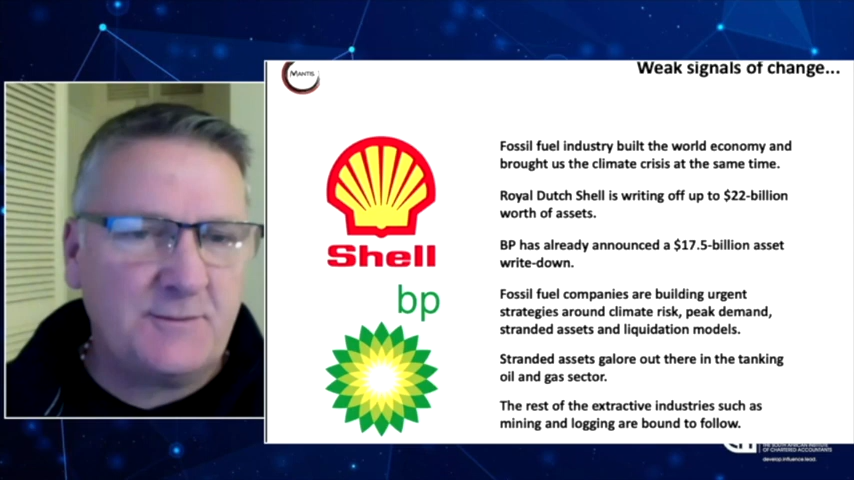 MANTIS
Weak signals of change...
Fossil fuel industry built the world economy and
brought us the climate crisis at the same time.
Royal Dutch Shell is writing off up to $22-billion
worth of assets.
Shell
BP has already announced a $17.5-billion asset
write-down.
bp
Fossil fuel companies are building urgent
strategies around climate risk, peak demand,
stranded assets and liquidation models.
Stranded assets galore out there in the tanking
oil and gas sector.
The rest of the extractive industries such as
mining and logging are bound to follow.
OF CHARTERED ACCOUNTANTS
develop.influence.lead.